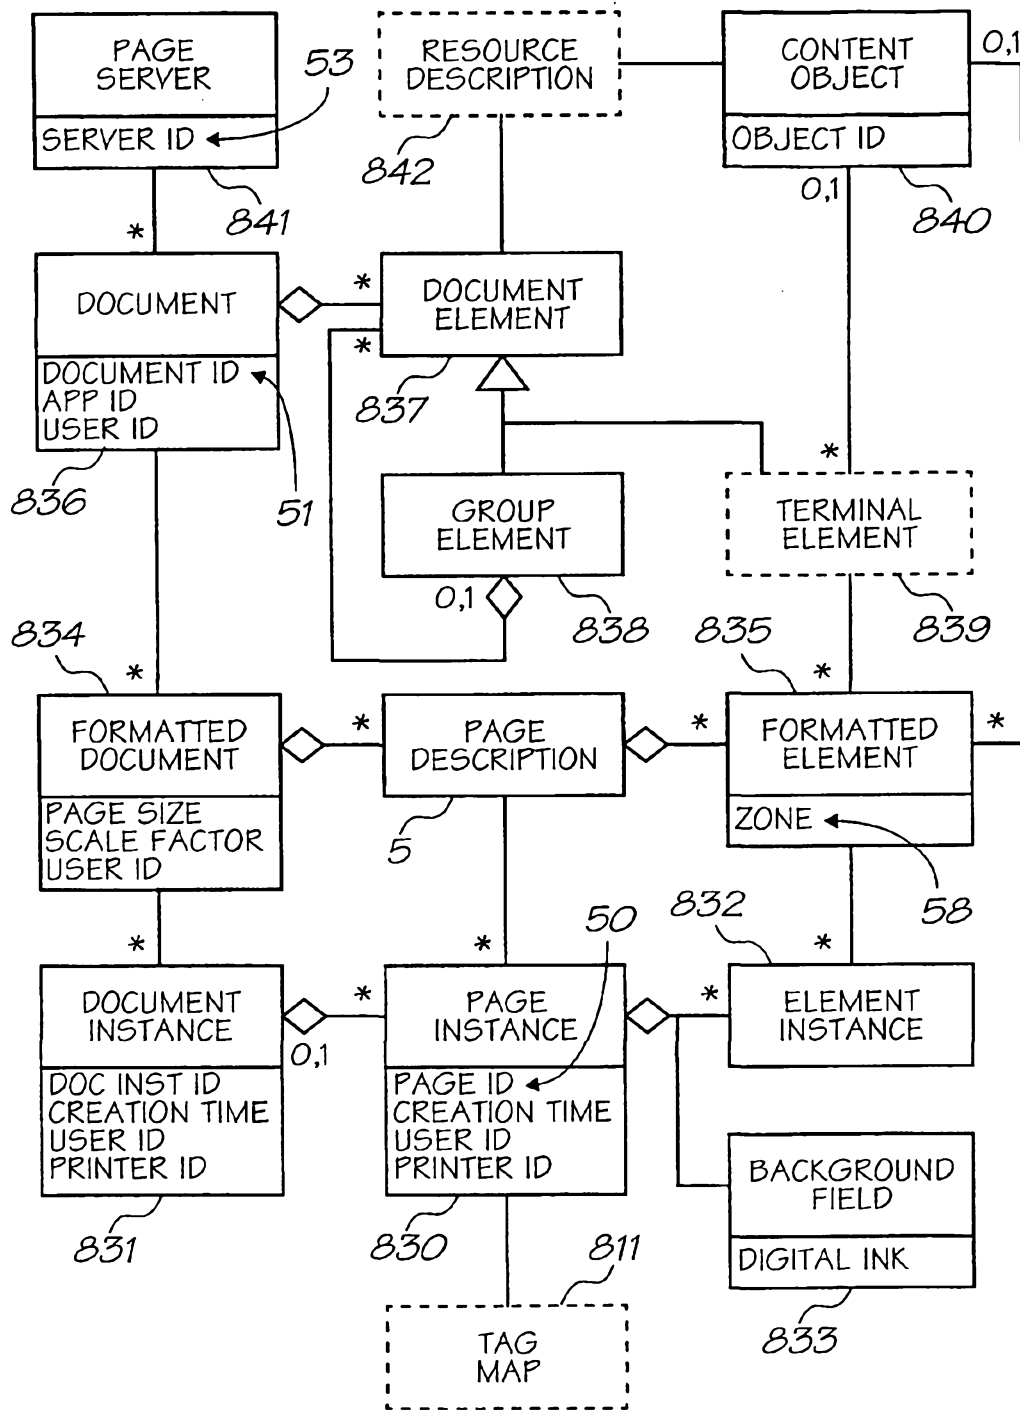 PAGE
SERVER
SERVER ID
53
841
*
RESOURCE
DESCRIPTION
842
CONTENT
OBJECT
OBJECT ID
0,1
0,1
840
DOCUMENT
DOCUMENT ID
APP ID
USER ID
836
51
*
*
DOCUMENT
ELEMENT
837
GROUP
ELEMENT
0,1
838
*
TERMINAL
ELEMENT
839
834
*
FORMATTED
DOCUMENT
PAGE SIZE
SCALE FACTOR
USER ID
*
PAGE
DESCRIPTION
5
835
*
*
FORMATTED
ELEMENT
*
ZONE
58
*
DOCUMENT
INSTANCE
0,1
DOC INST ID
CREATION TIME
USER ID
PRINTER ID
831
50
*
*
PAGE
INSTANCE
PAGE ID
CREATION TIME
USER ID
PRINTER ID
830
832
*
*
ELEMENT
INSTANCE
BACKGROUND
FIELD
DIGITAL INK
833
811
TAG
MAP